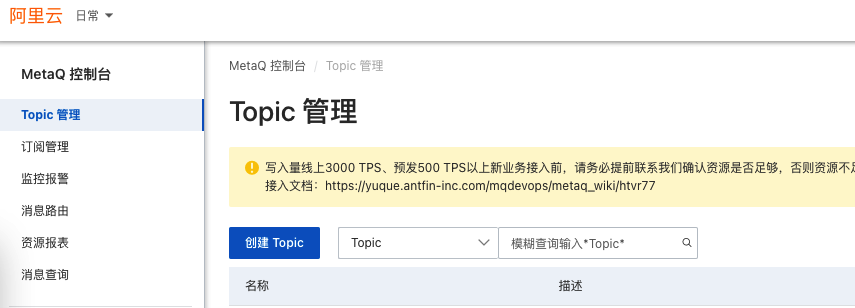 阿里云 日常
MetaQ 控制台
Topic 管理
订阅管理
监控报警
消息路由
资源报表
消息查询
MetaQ 控制台 / Topic 管理
Topic 管理
写入量线上3000 TPS、预发500 TPS以上新业务接入前，请务必提前联系我们确认资源是否足够，否则资源不
接入文档：https://yuque.antfin-inc.com/mqdevops/metaq_wiki/htvr77
创建 Topic
Topic
模糊查询输入*Topic*
名称
描述